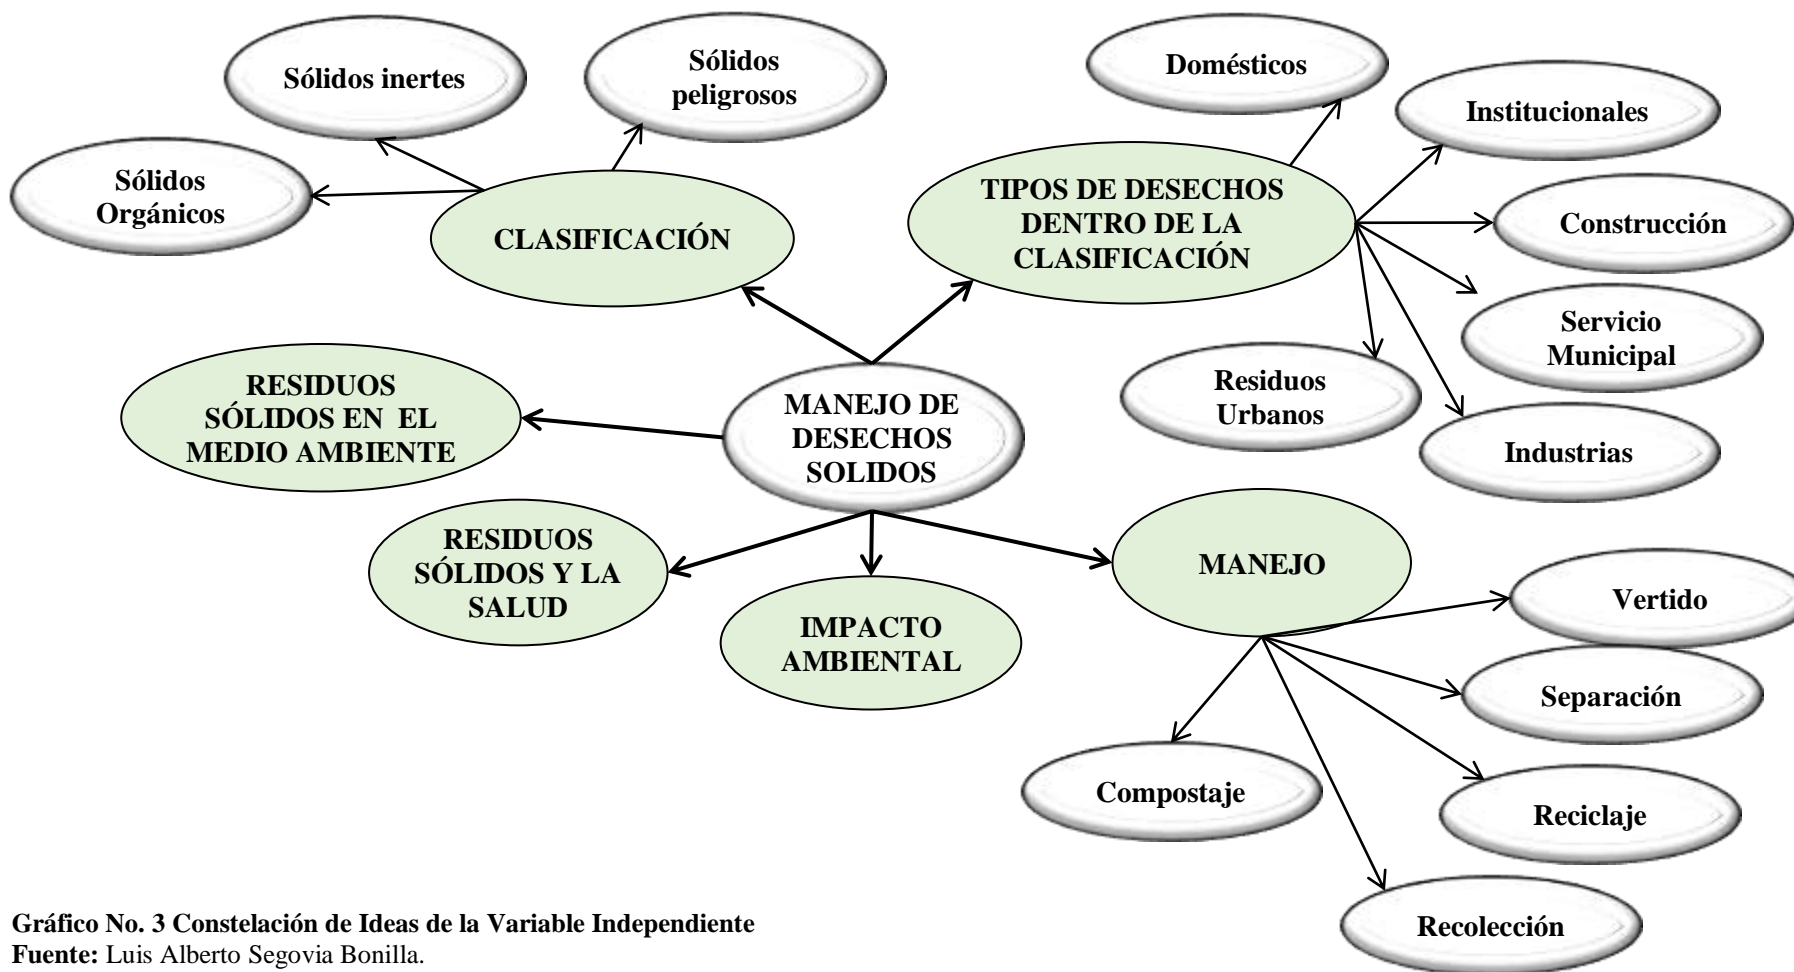 Sólidos inertes
Sólidos
peligrosos
Sólidos
Orgánicos
CLASIFICACIÓN
Domésticos
Institucionales
TIPOS DE DESECHOS
DENTRO DE LA
CLASIFICACIÓN
Construcción
Servicio
Municipal
Residuos
Urbanos
Industrias
RESIDUOS
SÓLIDOS EN EL
MEDIO AMBIENTE
MANEJO DE
DESECHOS
SOLIDOS
RESIDUOS
SÓLIDOS Y LA
SALUD
IMPACTO
AMBIENTAL
MANEJO
Vertido
Separación
Compostaje
Reciclaje
Recolección
Gráfico No. 3 Constelación de Ideas de la Variable Independiente
Fuente: Luis Alberto Segovia Bonilla.